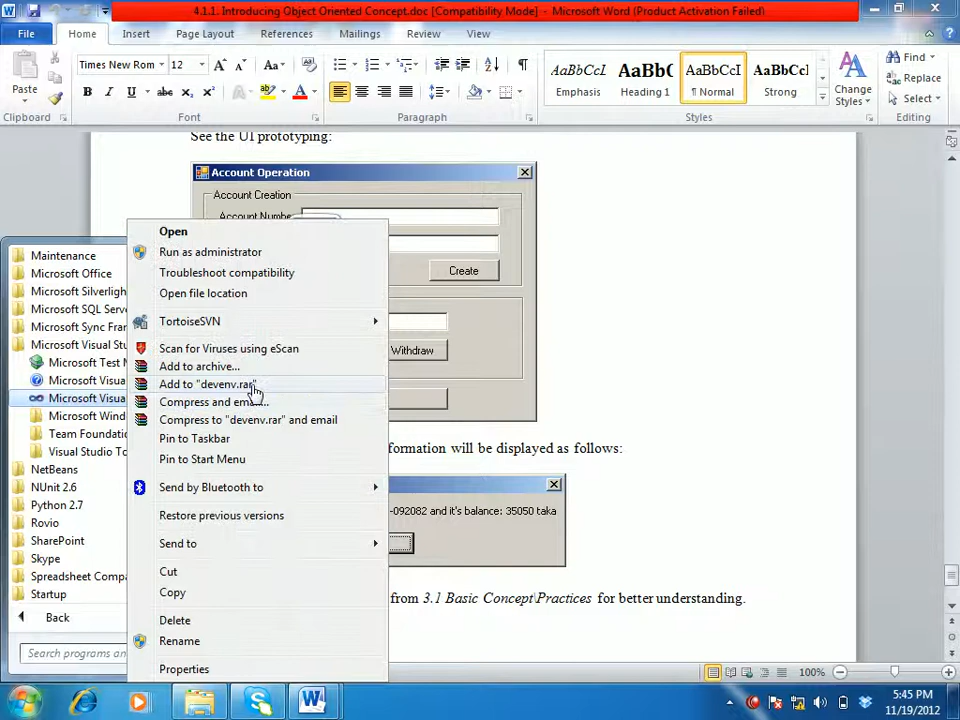 4.1.1. Introducing Object Oriented Concept.doc [Compatibility Mode] - Microsoft Word (Product Activation Failed)
File Home Insert Page Layout References Mailings Review View
Paste
Times New Rom 12
AaBbCcI AaBbC AaBbCcI AaBbCcl
Emphasis Heading 1 ¶ Normal Strong
Change Styles
Find
Replace
Select
Clipboard Font Paragraph Styles Editing
See the UI prototyping:
Account Operation
Account Creation
Account Numbe
Create
Withdraw
formation will be displayed as follows:
-092082 and it's balance: 35050 taka
from 3.1 Basic Concept\Practices for better understanding.
Maintenance
Microsoft Office
Microsoft Silverligh
Microsoft SQL Serve
Microsoft Sync Fran
Microsoft Visual Stu
Microsoft Test M
Microsoft Visua
Microsoft Visua
Microsoft Wind
Team Foundatio
Visual Studio To
NetBeans
NUnit 2.6
Python 2.7
Rovio
SharePoint
Skype
Spreadsheet Compa
Startup
Back
Search programs an
Open
Run as administrator
Troubleshoot compatibility
Open file location
TortoiseSVN
Scan for Viruses using eScan
Add to archive...
Add to "devenv.rar"
Compress and email...
Compress to "devenv.rar" and email
Pin to Taskbar
Pin to Start Menu
Send by Bluetooth to
Restore previous versions
Send to
Cut
Copy
Delete
Rename
Properties
100%
5:45 PM
11/19/2012